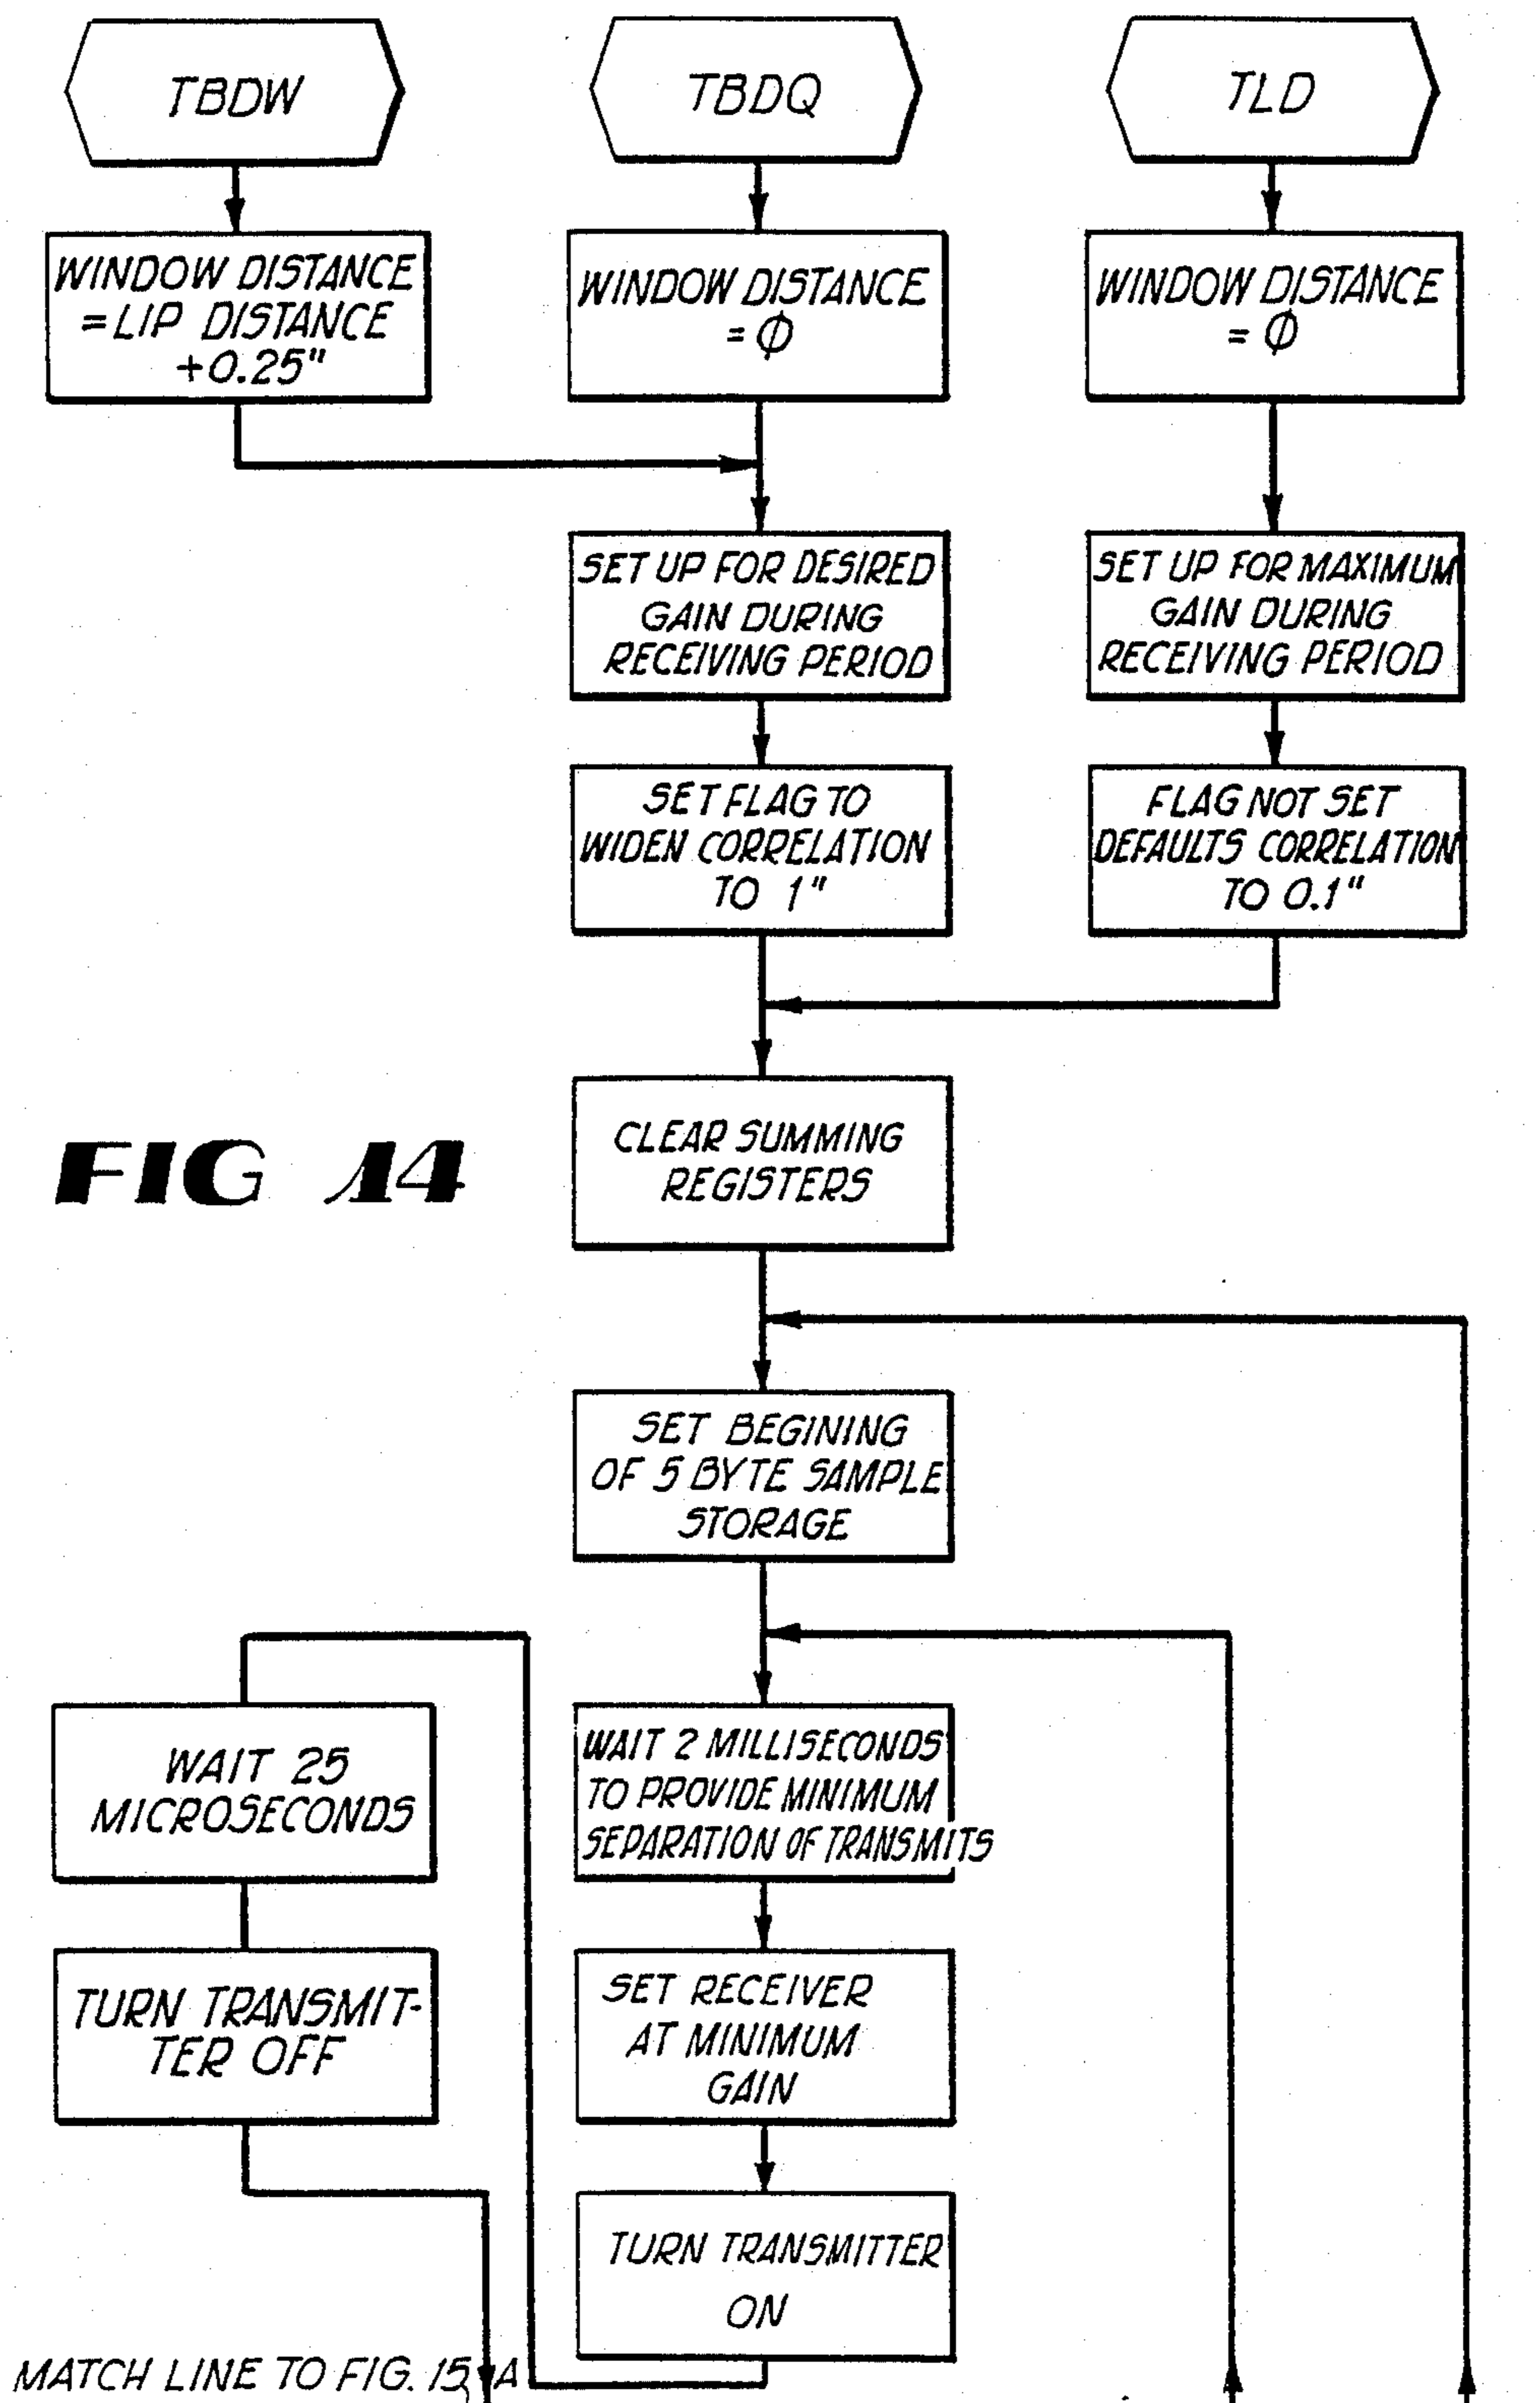 TBDW
TBDQ
TLD
WINDOW DISTANCE
=LIP DISTANCE
+0.25"
WINDOW DISTANCE
=Ø
WINDOW DISTANCE
=Ø
SET UP FOR DESIRED
GAIN DURING
RECEIVING PERIOD
SET UP FOR MAXIMUM
GAIN DURING
RECEIVING PERIOD
SET FLAG TO
WIDEN CORRELATION
TO 1"
FLAG NOT SET
DEFAULTS CORRELATION
TO 0.1"
CLEAR SUMMING
REGISTERS
FIG 14
SET BEGINING
OF 5 BYTE SAMPLE
STORAGE
WAIT 25
MICROSECONDS
WAIT 2 MILLISECONDS
TO PROVIDE MINIMUM
SEPARATION OF TRANSMITS
TURN TRANSMIT-
TER OFF
SET RECEIVER
AT MINIMUM
GAIN
TURN TRANSMITTER
ON
MATCH LINE TO FIG. 15 A